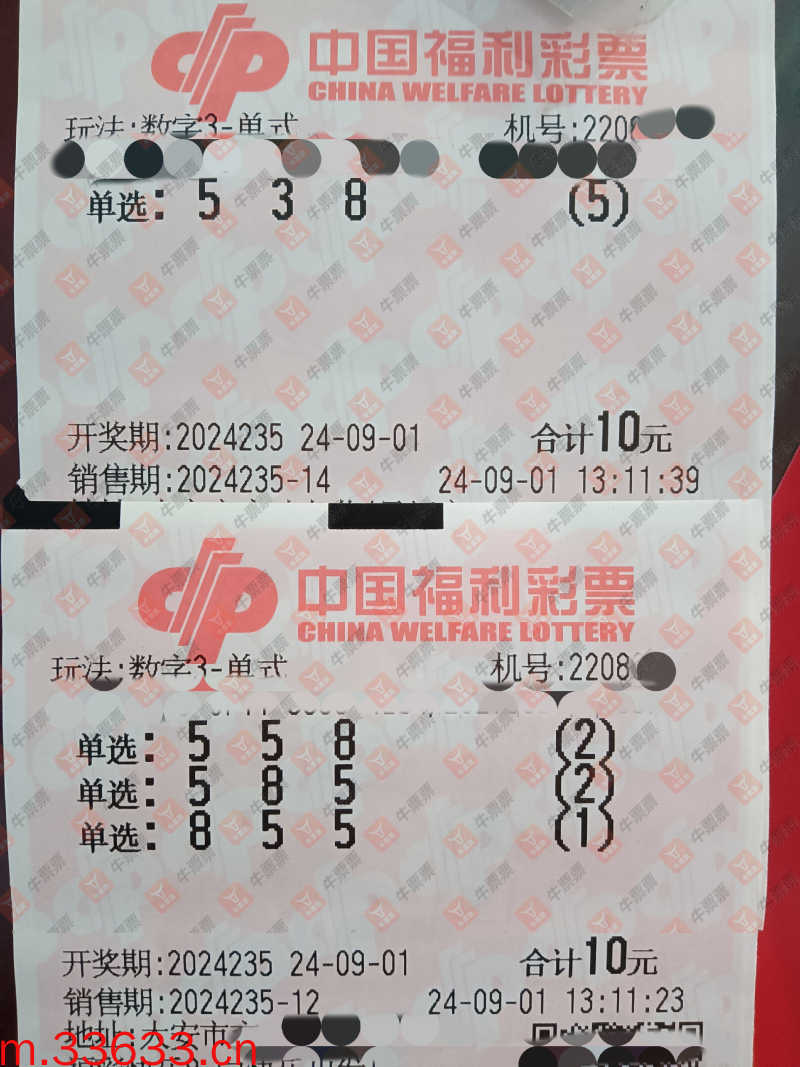 中国福利彩票
CHINA WELFARE LOTTERY
玩法:数字3-单式 机号:2208
单选: 5 3 8 (5)
开奖期:2024235 24-09-01 合计10元
销售期:2024235-14 24-09-01 13:11:39
中国福利彩票
CHINA WELFARE LOTTERY
玩法:数字3-单式 机号:2208
单选: 5 5 8 (2)
单选: 5 8 5 (2)
单选: 8 5 5 (1)
开奖期:2024235 24-09-01 合计10元
销售期:2024235-12 24-09-01 13:11:23
地址:大安市
m.33633.cn
牛票票